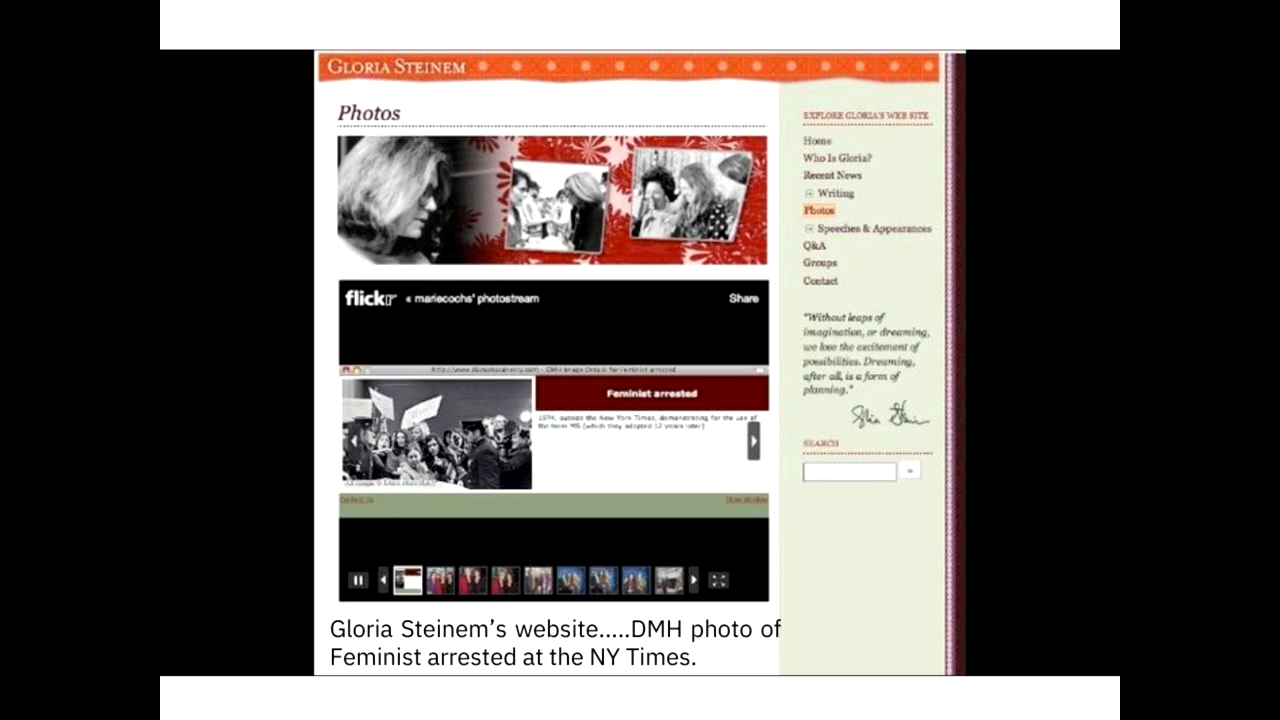 GLORIA STEINEM
Photos
flickr « mariecochs' photostream
Share
Feminist arrested
1974, outside the New York Times, demonstrating for the use of
the term MS (which they adopted 12 years later)
EXPLORE GLORIA'S WEB SITE
Home
Who Is Gloria?
Recent News
Writing
Photos
Speeches & Appearances
Q&A
Groups
Contact
"Without leaps of
imagination, or dreaming,
we lose the excitement of
possibilities. Dreaming,
after all, is a form of
planning."
SEARCH
Gloria Steinem’s website.....DMH photo of
Feminist arrested at the NY Times.